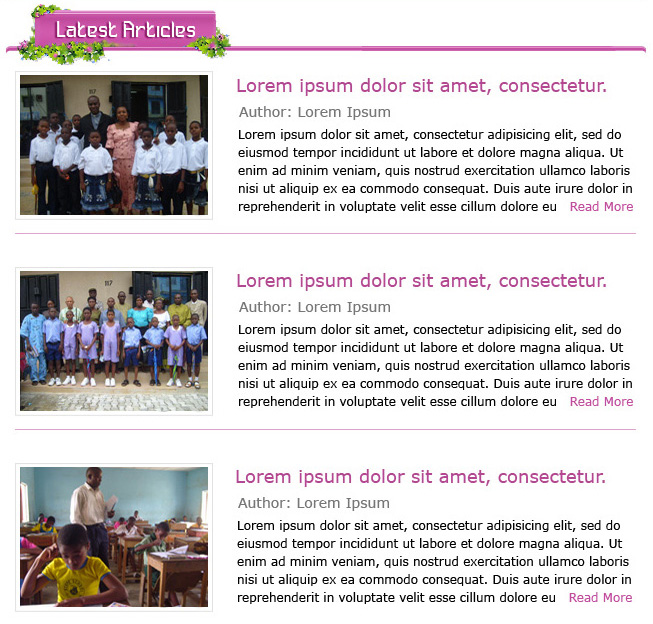 Latest Articles
117
Lorem ipsum dolor sit amet, consectetur.
Author: Lorem Ipsum
Lorem ipsum dolor sit amet, consectetur adipisicing elit, sed do
eiusmod tempor incididunt ut labore et dolore magna aliqua. Ut
enim ad minim veniam, quis nostrud exercitation ullamco laboris
nisi ut aliquip ex ea commodo consequat. Duis aute irure dolor in
reprehenderit in voluptate velit esse cillum dolore eu Read More
117
Lorem ipsum dolor sit amet, consectetur.
Author: Lorem Ipsum
Lorem ipsum dolor sit amet, consectetur adipisicing elit, sed do
eiusmod tempor incididunt ut labore et dolore magna aliqua. Ut
enim ad minim veniam, quis nostrud exercitation ullamco laboris
nisi ut aliquip ex ea commodo consequat. Duis aute irure dolor in
reprehenderit in voluptate velit esse cillum dolore eu Read More
Lorem ipsum dolor sit amet, consectetur.
Author: Lorem Ipsum
Lorem ipsum dolor sit amet, consectetur adipisicing elit, sed do
eiusmod tempor incididunt ut labore et dolore magna aliqua. Ut
enim ad minim veniam, quis nostrud exercitation ullamco laboris
nisi ut aliquip ex ea commodo consequat. Duis aute irure dolor in
reprehenderit in voluptate velit esse cillum dolore eu Read More